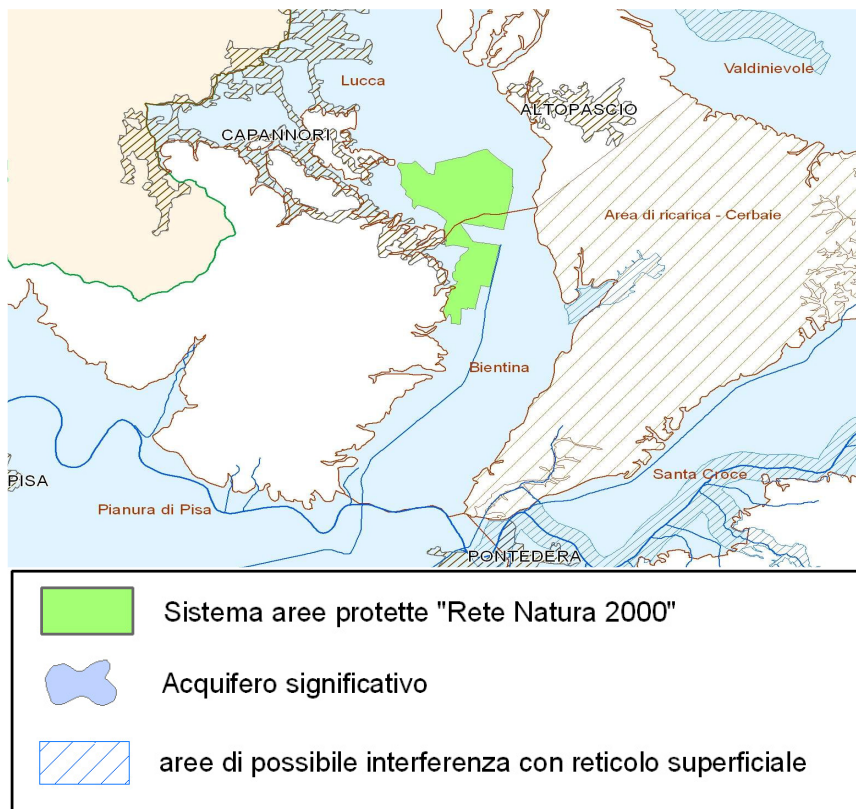 Valdinievole
Lucca
ALTOPASCIO
CAPANNORI
Area di ricarica - Cerbaie
Bientina
Santa Croce
PISA
Pianura di Pisa
PONTEDERA
Sistema aree protette "Rete Natura 2000"
Acquifero significativo
aree di possibile interferenza con reticolo superficiale